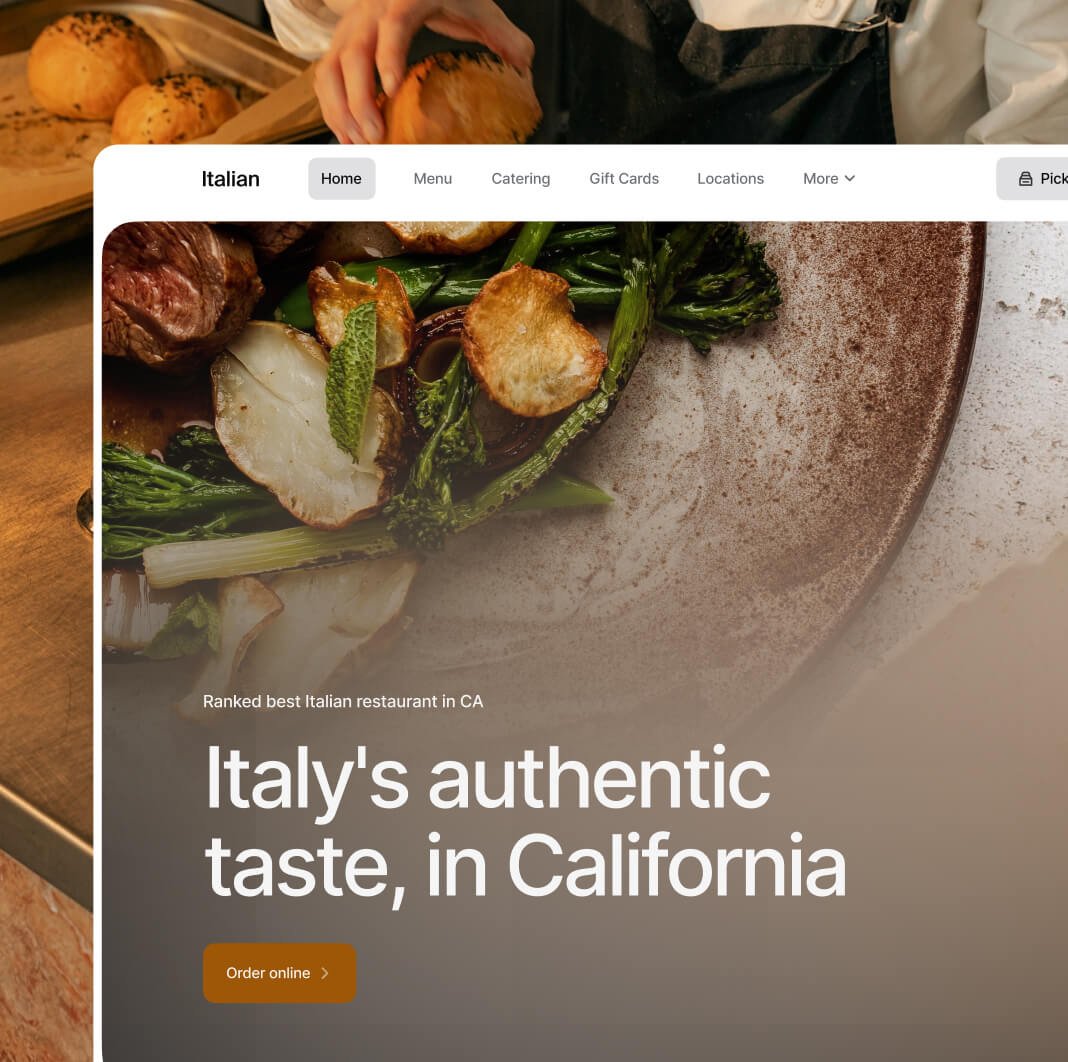 Italian
Home
Menu
Catering
Gift Cards
Locations
More
Pick
Ranked best Italian restaurant in CA
Italy's authentic
taste, in California
Order online